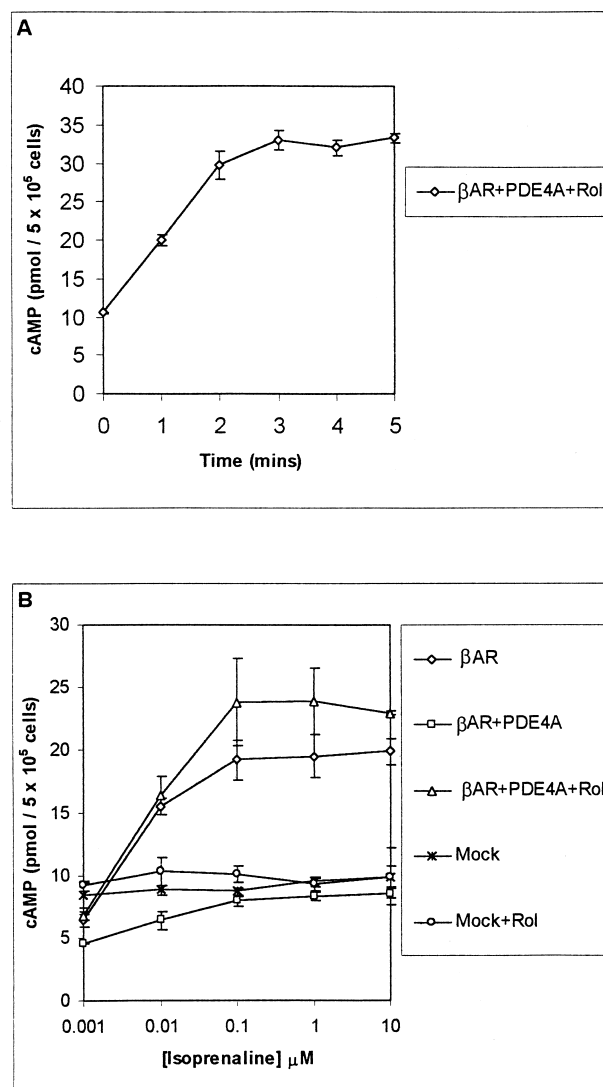 A
40
35
30
25
20
15
10
5
0
0 1 2 3 4 5
cAMP (pmol / 5 x 10⁵ cells)
Time (mins)
βAR+PDE4A+Rol
B
30
25
20
15
10
5
0
0.001 0.01 0.1 1 10
cAMP (pmol / 5 x 10⁵ cells)
[Isoprenaline] µM
βAR
βAR+PDE4A
βAR+PDE4A+Rol
Mock
Mock+Rol